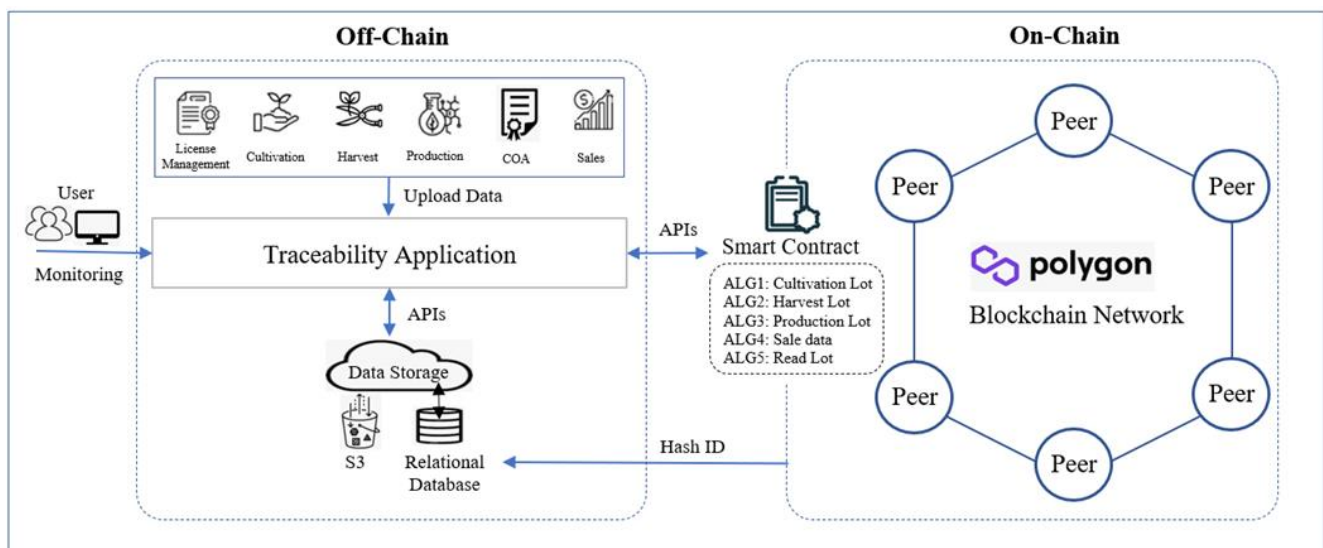 Off-Chain
On-Chain
License
Management
Cultivation
Harvest
Production
COA
Sales
User
Monitoring
Upload Data
Traceability Application
APIs
APIs
Data Storage
S3
Relational
Database
Hash ID
Smart Contract
ALG1: Cultivation Lot
ALG2: Harvest Lot
ALG3: Production Lot
ALG4: Sale data
ALG5: Read Lot
Peer
Peer
Peer
polygon
Blockchain Network
Peer
Peer
Peer